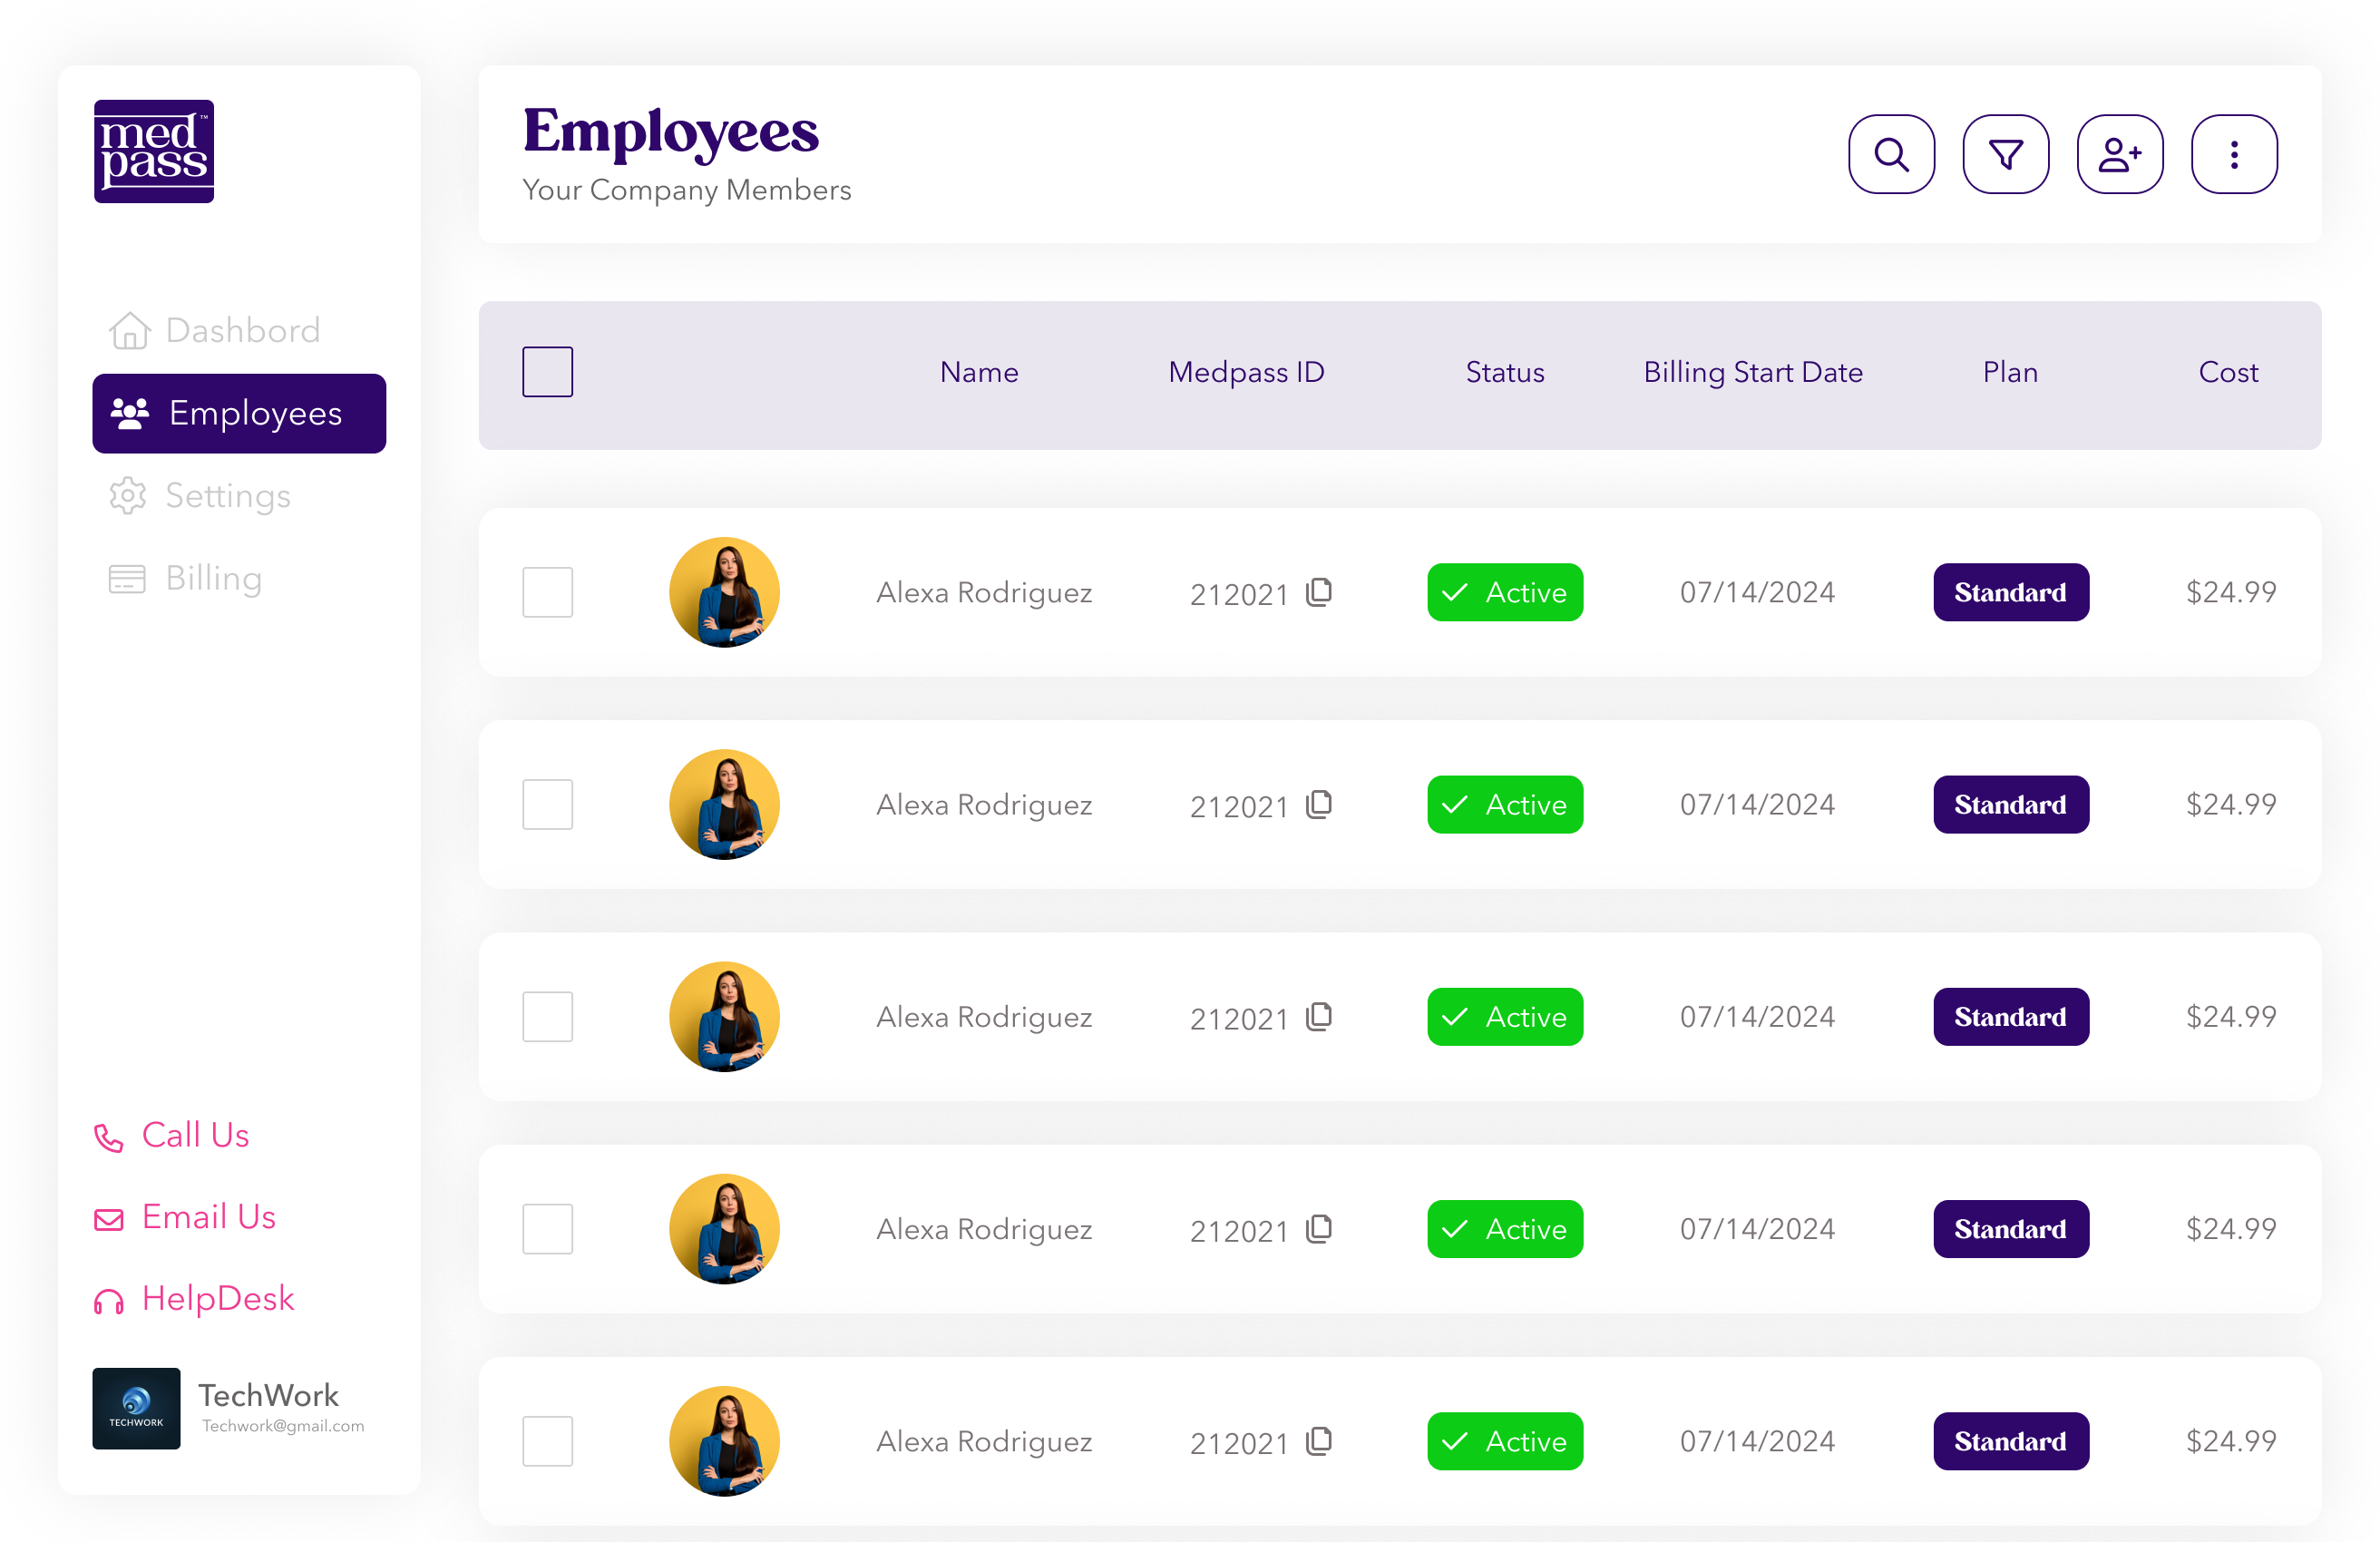 med™
pass
Dashbord
Employees
Settings
Billing
Call Us
Email Us
HelpDesk
TECHWORK
TechWork
Techwork@gmail.com
Employees
Your Company Members
Name Medpass ID Status Billing Start Date Plan Cost
Alexa Rodriguez 212021 Active 07/14/2024 Standard $24.99
Alexa Rodriguez 212021 Active 07/14/2024 Standard $24.99
Alexa Rodriguez 212021 Active 07/14/2024 Standard $24.99
Alexa Rodriguez 212021 Active 07/14/2024 Standard $24.99
Alexa Rodriguez 212021 Active 07/14/2024 Standard $24.99